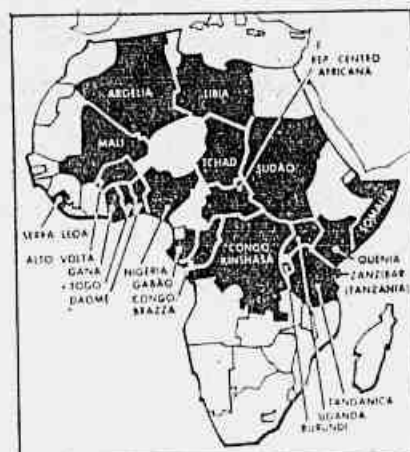 E
REP. CENTRO
AFRICANA
ARGELIA
LIBIA
MALI
TCHAD
SUDÃO
SOMALIA
SERRA LEOA
ALTO VOLTA
GANA
TOGO
DAOMÉ
NIGERIA
GABÃO
CONGO
BRAZZA
CONGO
KINSHASA
QUENIA
ZANZIBAR
(TANZANIA)
TANGANICA
UGANDA
BURUNDI